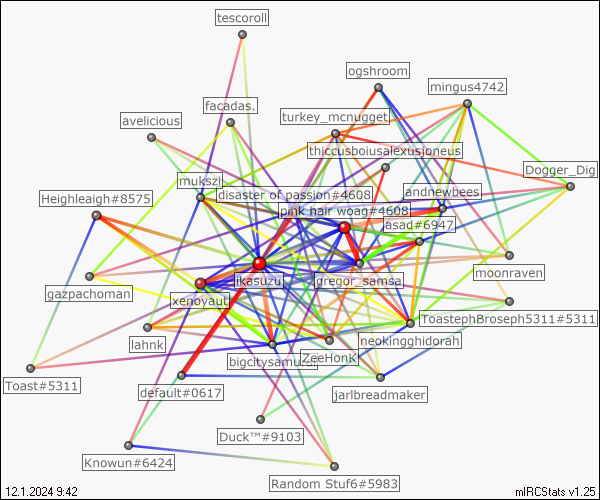 tescoroll
ogshroom
mingus4742
facadas.
avelicious
turkey_mcnugget
thiccusboiusalexusjoneus
Dogger_Dig
mukszi
disaster of passion#4608
andnewbees
Heighleaigh#8575
pink hair woag#4608
asad#6947
moonraven
ikasuzu
gregor_samsa
gazpachoman
xenoyauti
ToastephBroseph5311#5311
lahnk
neokingghidorah
bigcitysamurai
ZeeHonk
Toast#5311
default#0617
jarlbreadmaker
Duck™#9103
Knowun#6424
Random Stuf6#5983
12.1.2024 9:42
mIRCStats v1.25